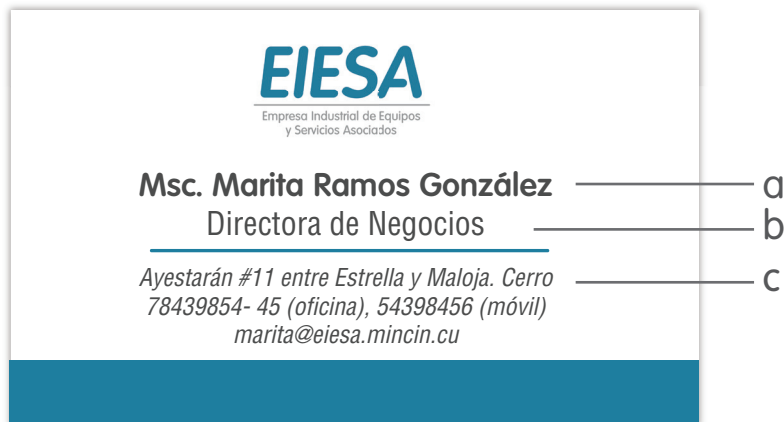 EIESA
Empresa Industrial de Equipos
y Servicios Asociados
Msc. Marita Ramos González
a
Directora de Negocios
b
Ayestarán #11 entre Estrella y Maloja. Cerro
c
78439854- 45 (oficina), 54398456 (móvil)
marita@eiesa.mincin.cu